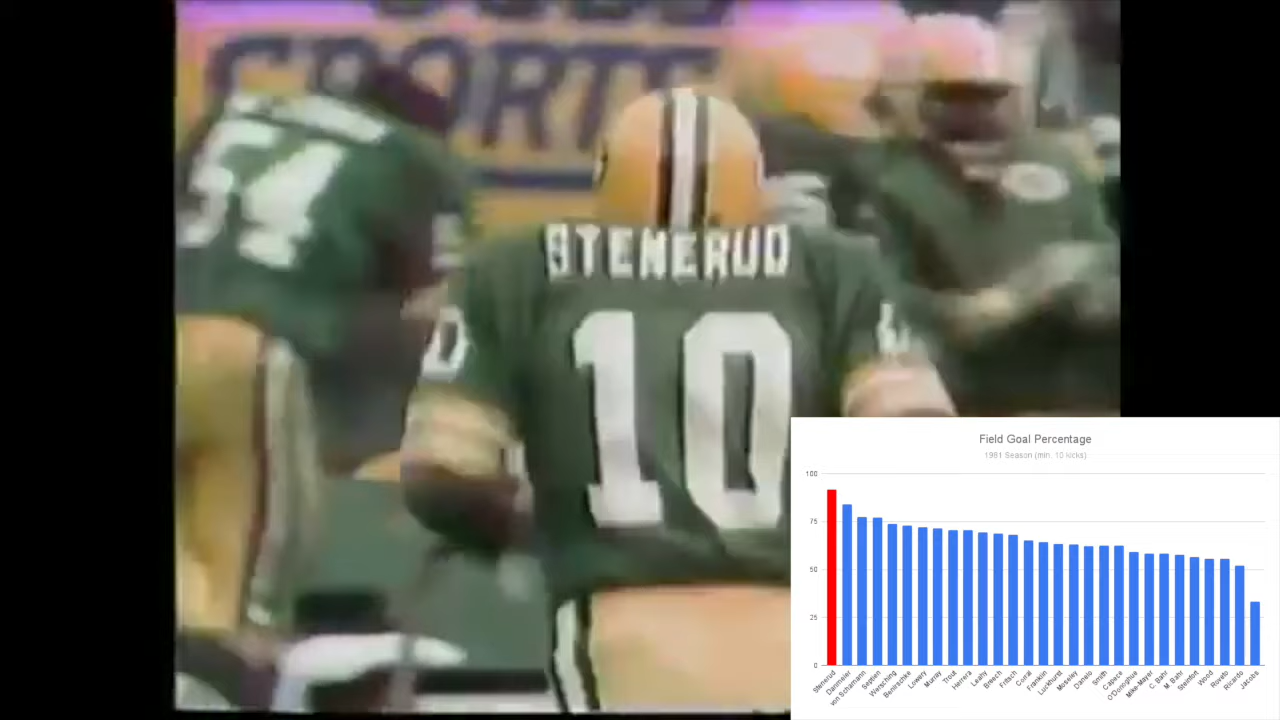 SPORTS
54
STENERUD
10
Field Goal Percentage
1981 Season (min. 10 kicks)
100
75
50
25
0
Stenerud
Danmeier
von Schamann
Septien
Wersching
Benirschke
Lowery
Murray
Trout
Herrera
Leahy
Breech
Fritsch
Corral
Franklin
Luckhurst
Moseley
Danelo
Smith
Capece
O'Donoghue
Mike-Mayer
C. Bahr
M. Bahr
Steinfort
Wood
Roveto
Ricardo
Jacobs